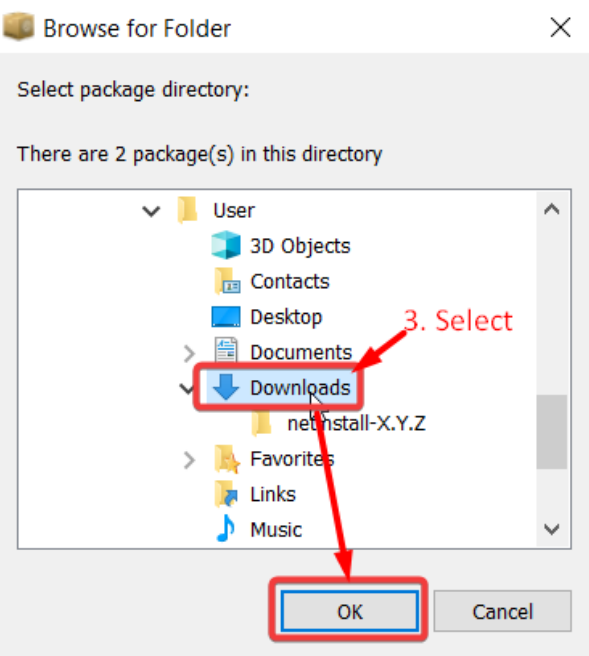 Browse for Folder
Select package directory:
There are 2 package(s) in this directory
User
3D Objects
Contacts
Desktop
3. Select
Documents
Downloads
netinstall-X.Y.Z
Favorites
Links
Music
OK
Cancel